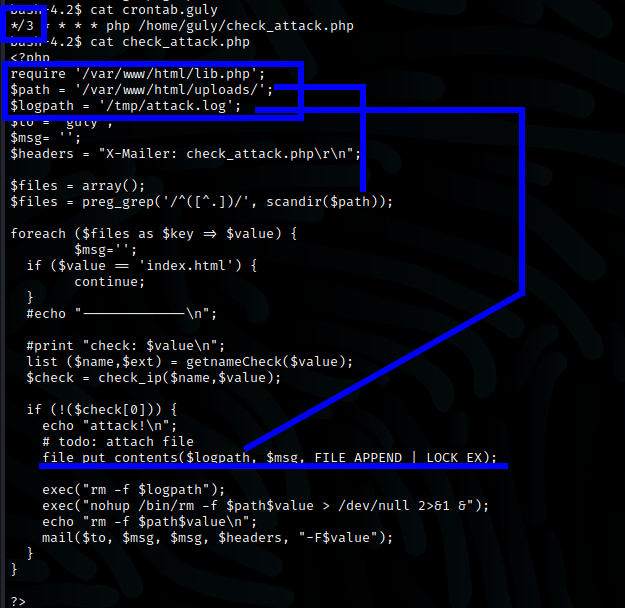 bash-4.2$ cat crontab.guly
*/3 * * * * php /home/guly/check_attack.php
bash-4.2$ cat check_attack.php
<?php
require '/var/www/html/lib.php';
$path = '/var/www/html/uploads/';
$logpath = '/tmp/attack.log';
$to = 'guly';
$msg= '';
$headers = "X-Mailer: check_attack.php\r\n";
$files = array();
$files = preg_grep('/^([^.])/', scandir($path));
foreach ($files as $key => $value) {
$msg='';
if ($value == 'index.html') {
continue;
}
#echo "-------------\n";
#print "check: $value\n";
list ($name,$ext) = getnameCheck($value);
$check = check_ip($name,$value);
if (!($check[0])) {
echo "attack!\n";
# todo: attach file
file_put_contents($logpath, $msg, FILE_APPEND | LOCK_EX);
exec("rm -f $logpath");
exec("nohup /bin/rm -f $path$value > /dev/null 2>&1 &");
echo "rm -f $path$value\n";
mail($to, $msg, $msg, $headers, "-F$value");
}
}
?>